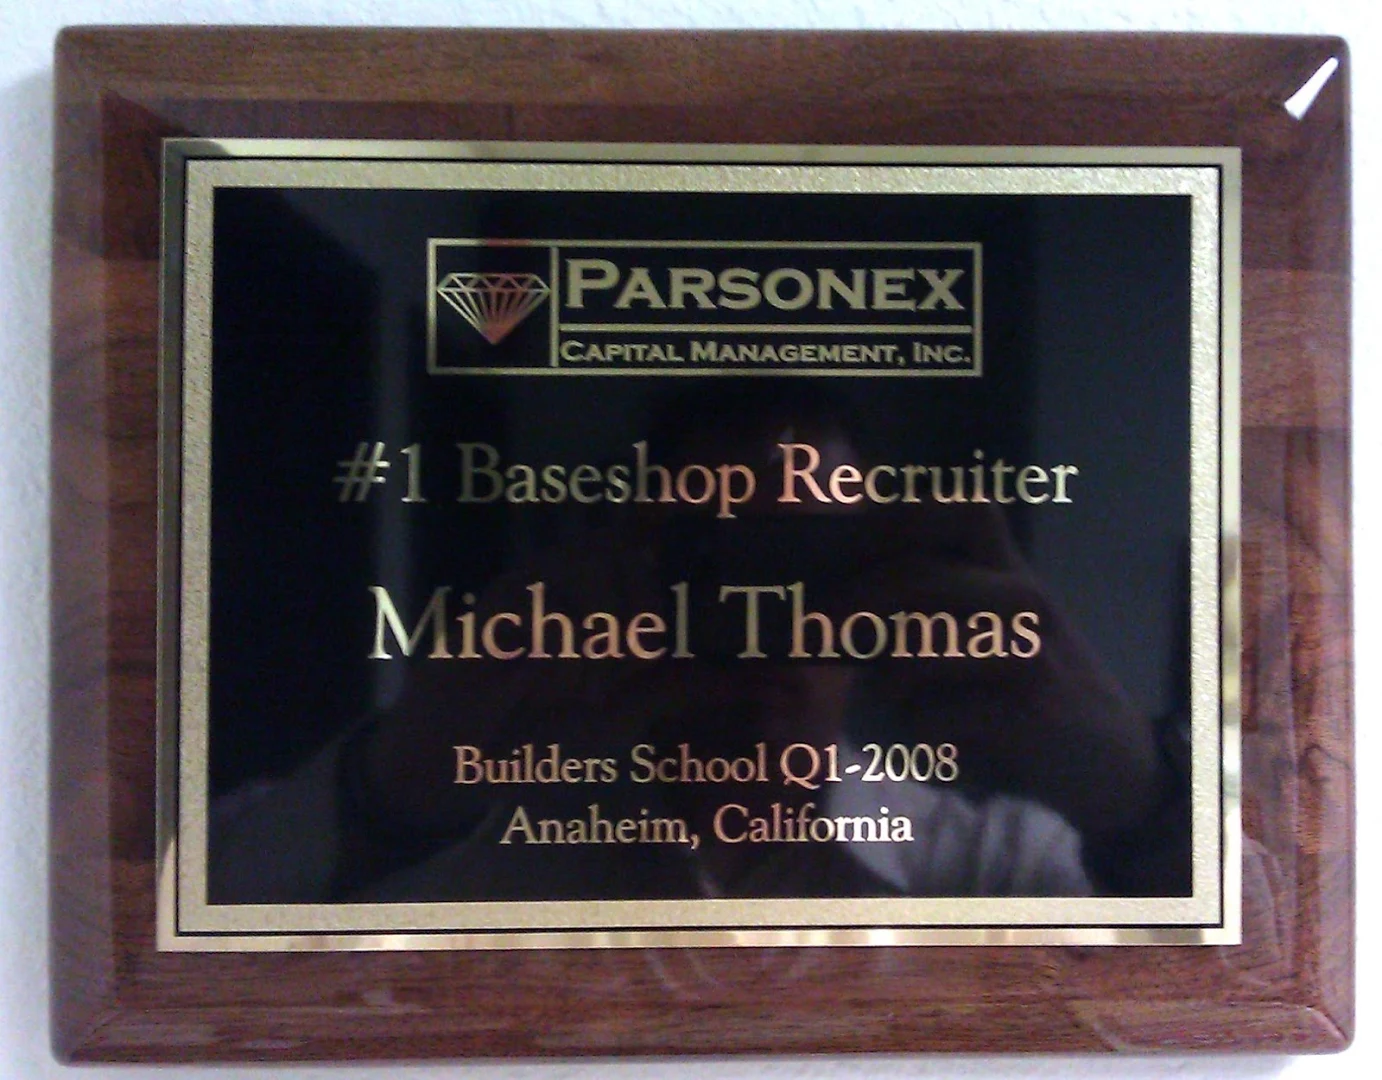 PARSONEX
CAPITAL MANAGEMENT, INC.
#1 Baseshop Recruiter
Michael Thomas
Builders School Q1-2008
Anaheim, California